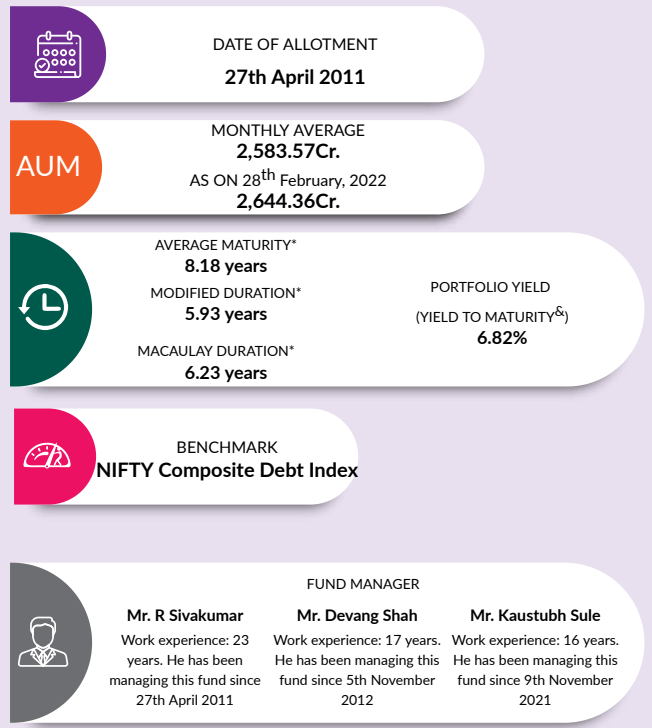 DATE OF ALLOTMENT
27th April 2011
AUM
MONTHLY AVERAGE
2,583.57Cr.
AS ON 28th February, 2022
2,644.36Cr.
AVERAGE MATURITY*
8.18 years
MODIFIED DURATION*
5.93 years
MACAULAY DURATION*
6.23 years
PORTFOLIO YIELD
(YIELD TO MATURITY&)
6.82%
BENCHMARK
NIFTY Composite Debt Index
FUND MANAGER
Mr. R Sivakumar
Work experience: 23
years. He has been
managing this fund since
27th April 2011
Mr. Devang Shah
Work experience: 17 years.
He has been managing this
fund since 5th November
2012
Mr. Kaustubh Sule
Work experience: 16 years.
He has been managing this
fund since 9th November
2021